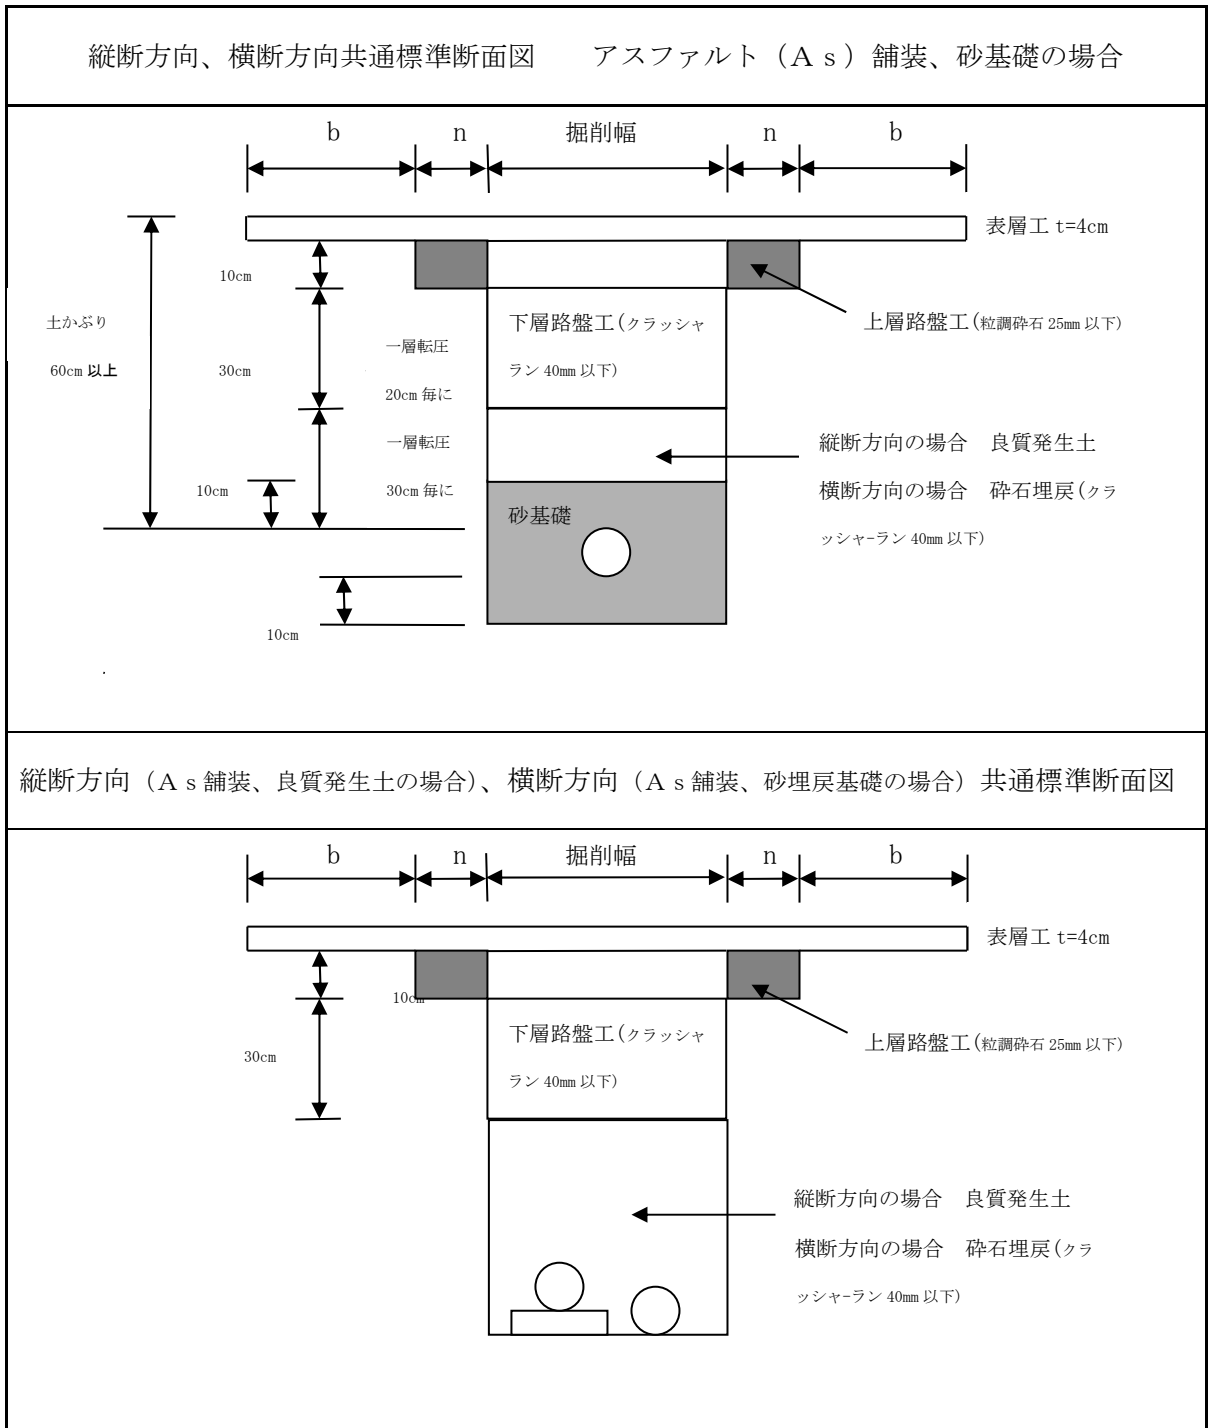 縦断方向、横断方向共通標準断面図　　アスファルト（Ａｓ）舗装、砂基礎の場合
b　n　掘削幅　n　b
表層工 t=4cm
10cm
上層路盤工(粒調砕石 25mm 以下)
下層路盤工(クラッシャ
ラン 40mm 以下)
土かぶり
60cm 以上
30cm
一層転圧
20cm 毎に
一層転圧
30cm 毎に
縦断方向の場合　良質発生土
横断方向の場合　砕石埋戻(クラ
ッシャ-ラン 40mm 以下)
10cm
砂基礎
10cm
縦断方向（Ａｓ舗装、良質発生土の場合）、横断方向（Ａｓ舗装、砂埋戻基礎の場合）共通標準断面図
b　n　掘削幅　n　b
表層工 t=4cm
10cm
30cm
下層路盤工(クラッシャ
ラン 40mm 以下)
上層路盤工(粒調砕石 25mm 以下)
縦断方向の場合　良質発生土
横断方向の場合　砕石埋戻(クラ
ッシャ-ラン 40mm 以下)